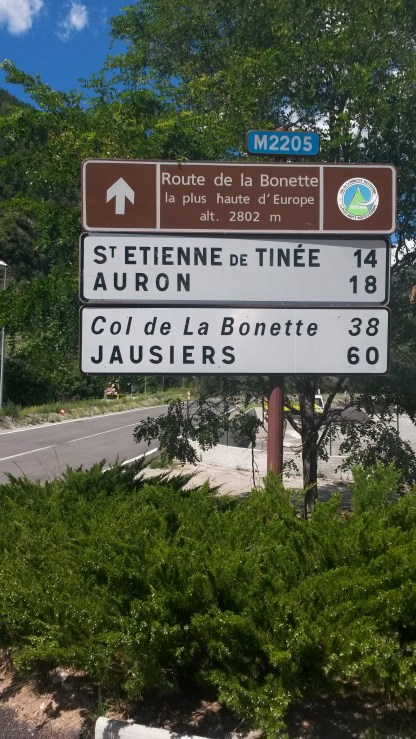 M2205
Route de la Bonette
la plus haute d'Europe
alt. 2802 m
ST ETIENNE DE TINÉE 14
AURON 18
Col de La Bonette 38
JAUSIERS 60